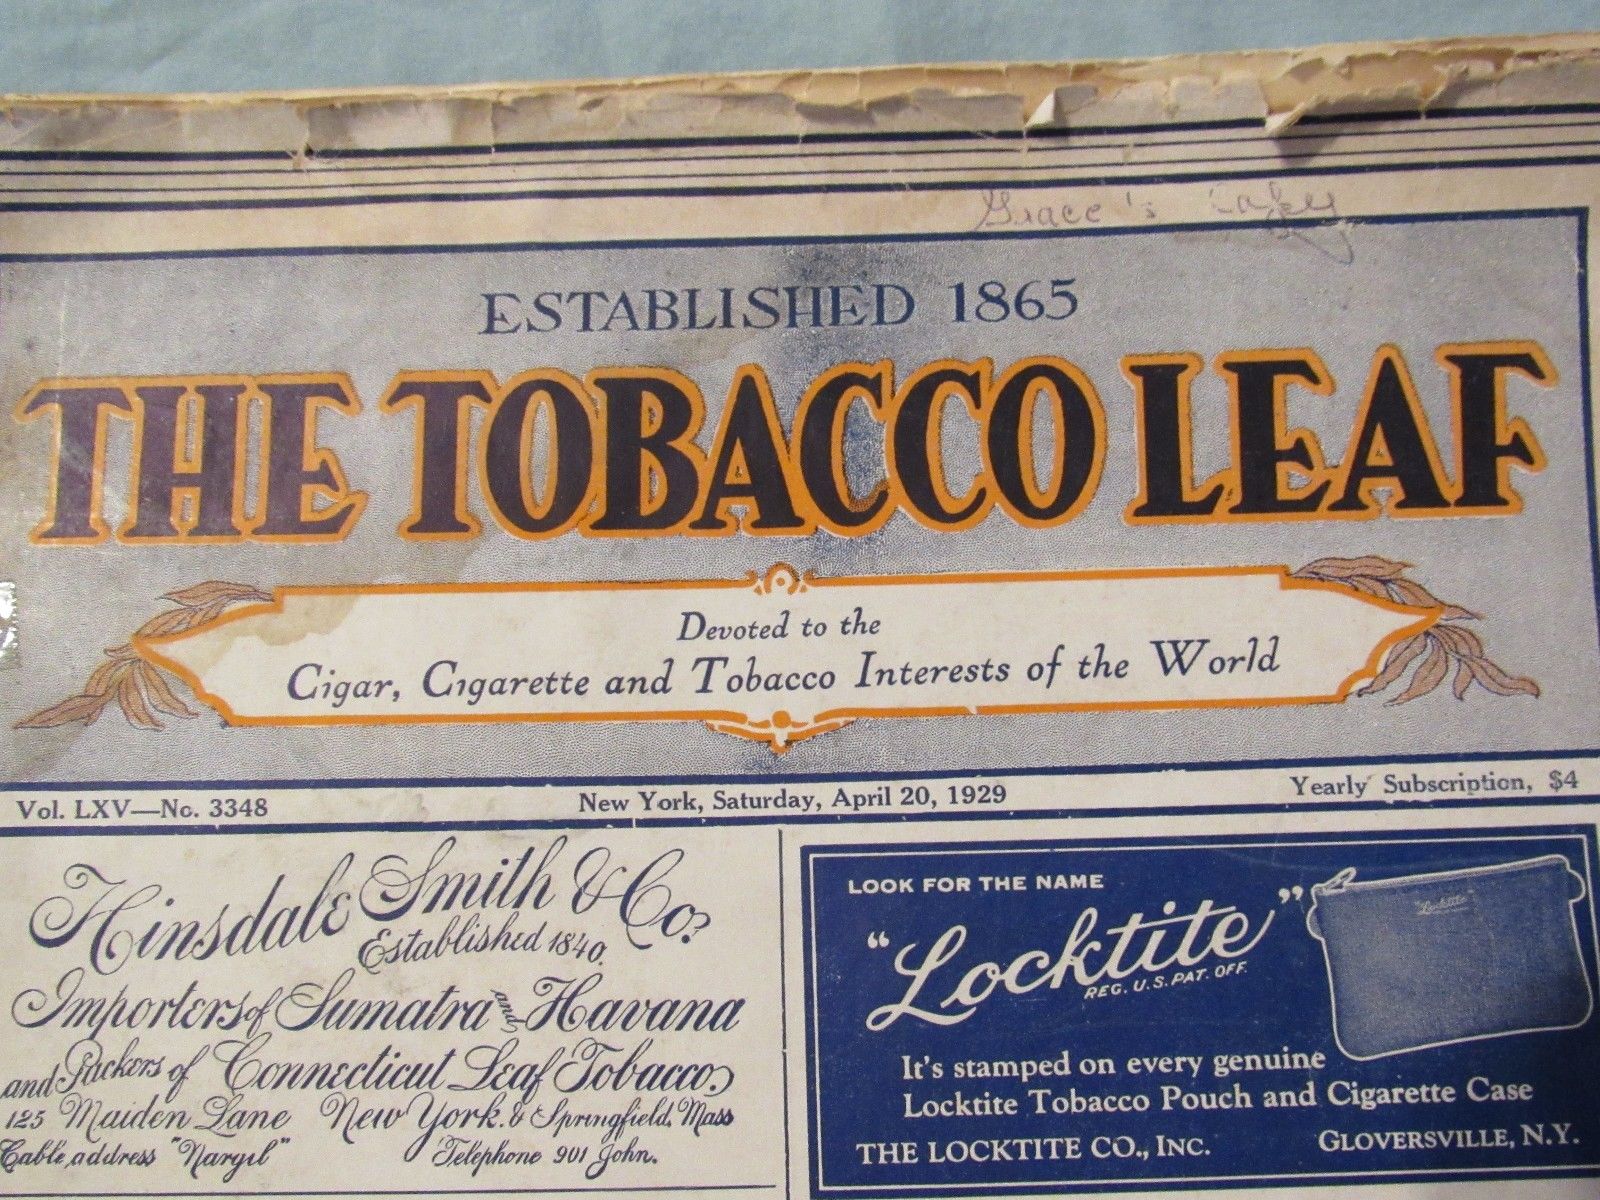 Grace's
ESTABLISHED 1865
THE TOBACCO LEAF
Devoted to the
Cigar, Cigarette and Tobacco Interests of the World
Vol. LXV—No. 3348
New York, Saturday, April 20, 1929
Yearly Subscription, $4
Hinsdale Smith & Co.
Established 1840.
Importers of Sumatra and Havana
and Packers of Connecticut Leaf Tobacco,
125 Maiden Lane New York. & Springfield, Mass
Cable address "Nargil" Telephone 901 John.
LOOK FOR THE NAME
"Locktite"
REG. U.S. PAT. OFF.
Locktite
It's stamped on every genuine
Locktite Tobacco Pouch and Cigarette Case
THE LOCKTITE CO., INC. GLOVERSVILLE, N.Y.